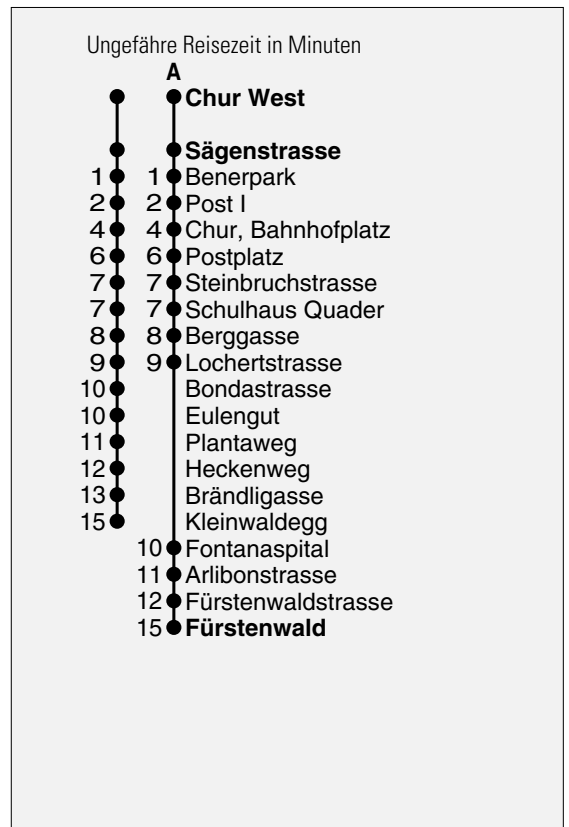 Ungefähre Reisezeit in Minuten
A
Chur West
Sägenstrasse
1 1 Benerpark
2 2 Post I
4 4 Chur, Bahnhofplatz
6 6 Postplatz
7 7 Steinbruchstrasse
7 7 Schulhaus Quader
8 8 Berggasse
9 9 Lochertstrasse
10 Bondastrasse
10 Eulengut
11 Plantaweg
12 Heckenweg
13 Brändligasse
15 Kleinwaldegg
10 Fontanaspital
11 Arlibonstrasse
12 Fürstenwaldstrasse
15 Fürstenwald